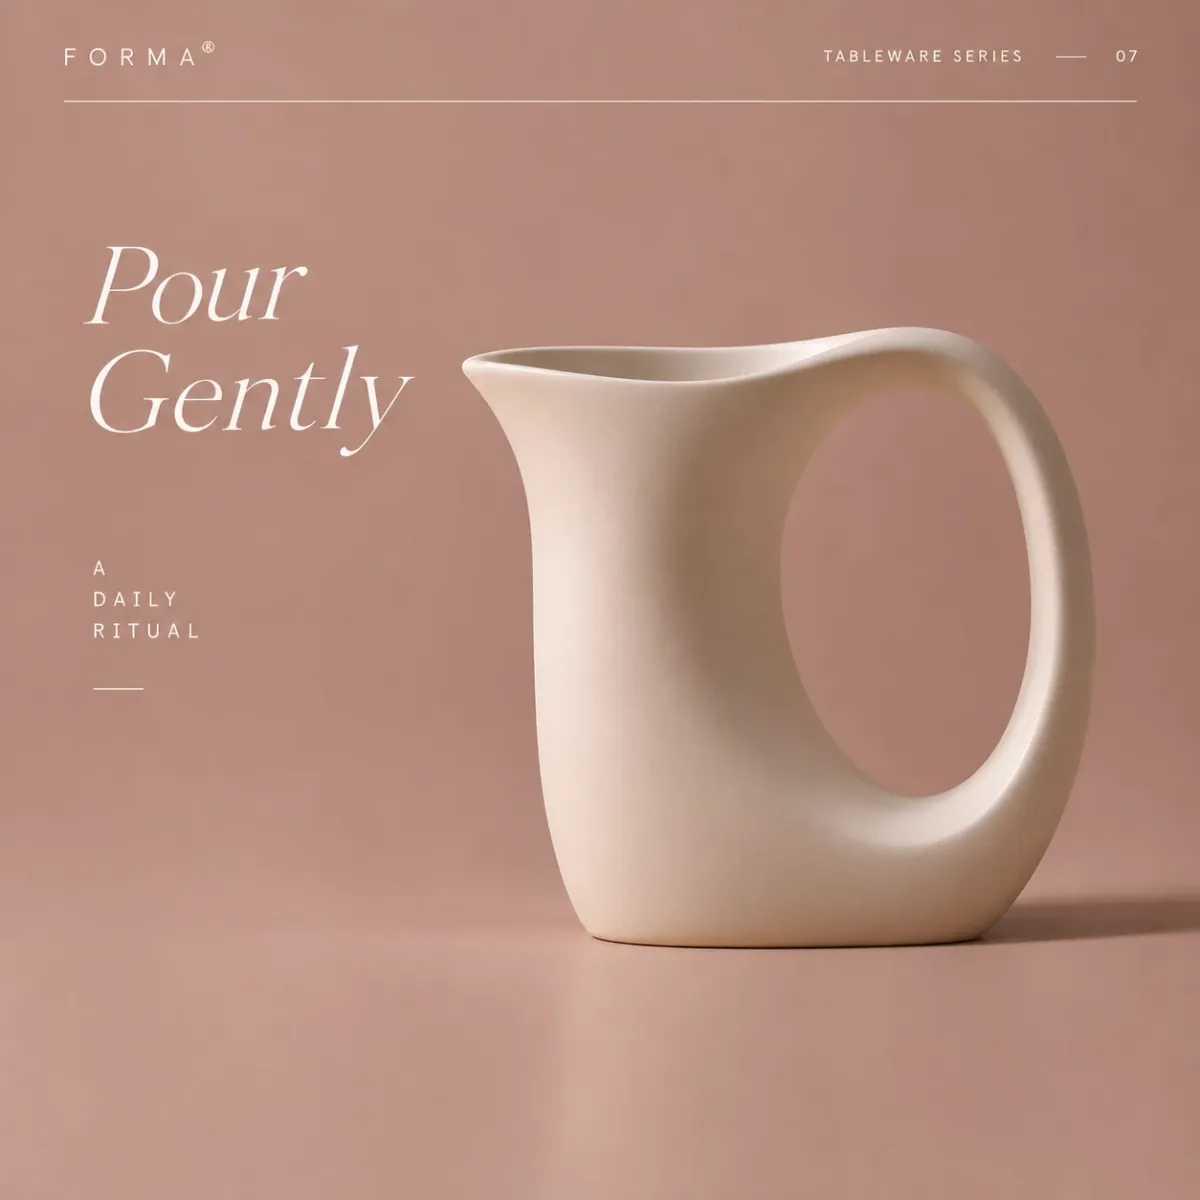 FORMA®
TABLEWARE SERIES — 07
Pour
Gently
A
DAILY
RITUAL